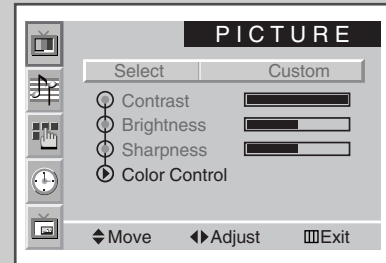 PICTURE
Select Custom
Contrast
Brightness
Sharpness
Color Control
Move Adjust Exit